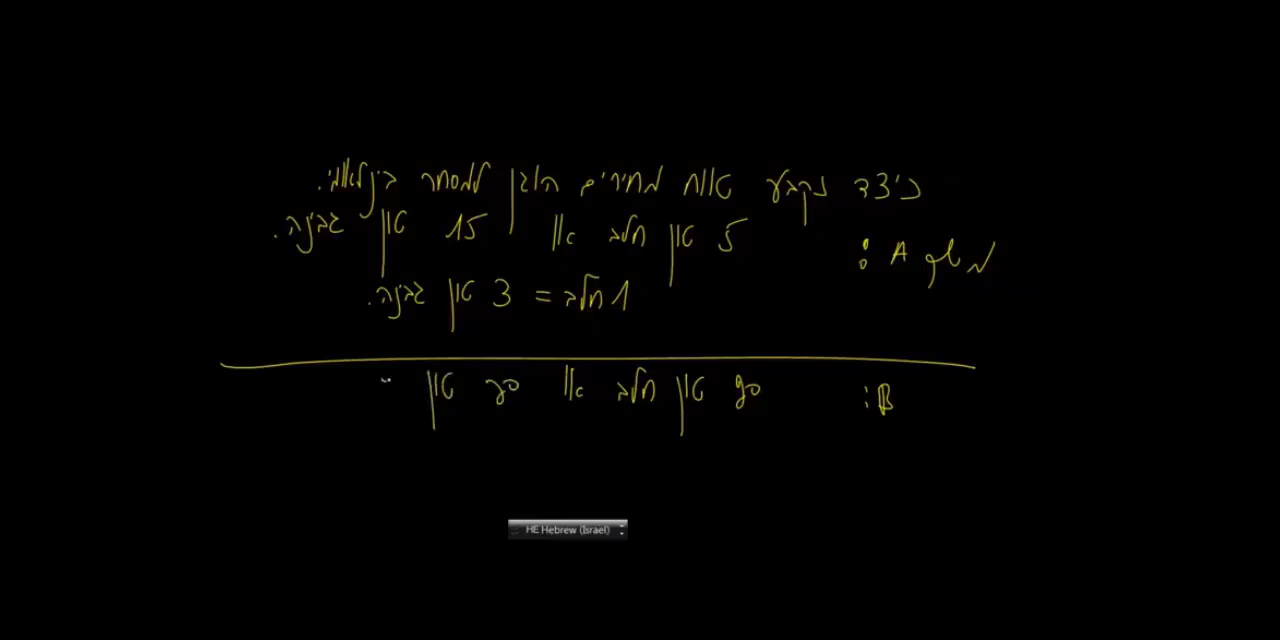 כיצד נקבע טווח מחירים הוגן למסחר בינלאומי.
משק A:
5 טון חלב או 15 טון גבינה.
1 חלב = 3 טון גבינה.
B: טון חלב או טון
HE Hebrew (Israel)